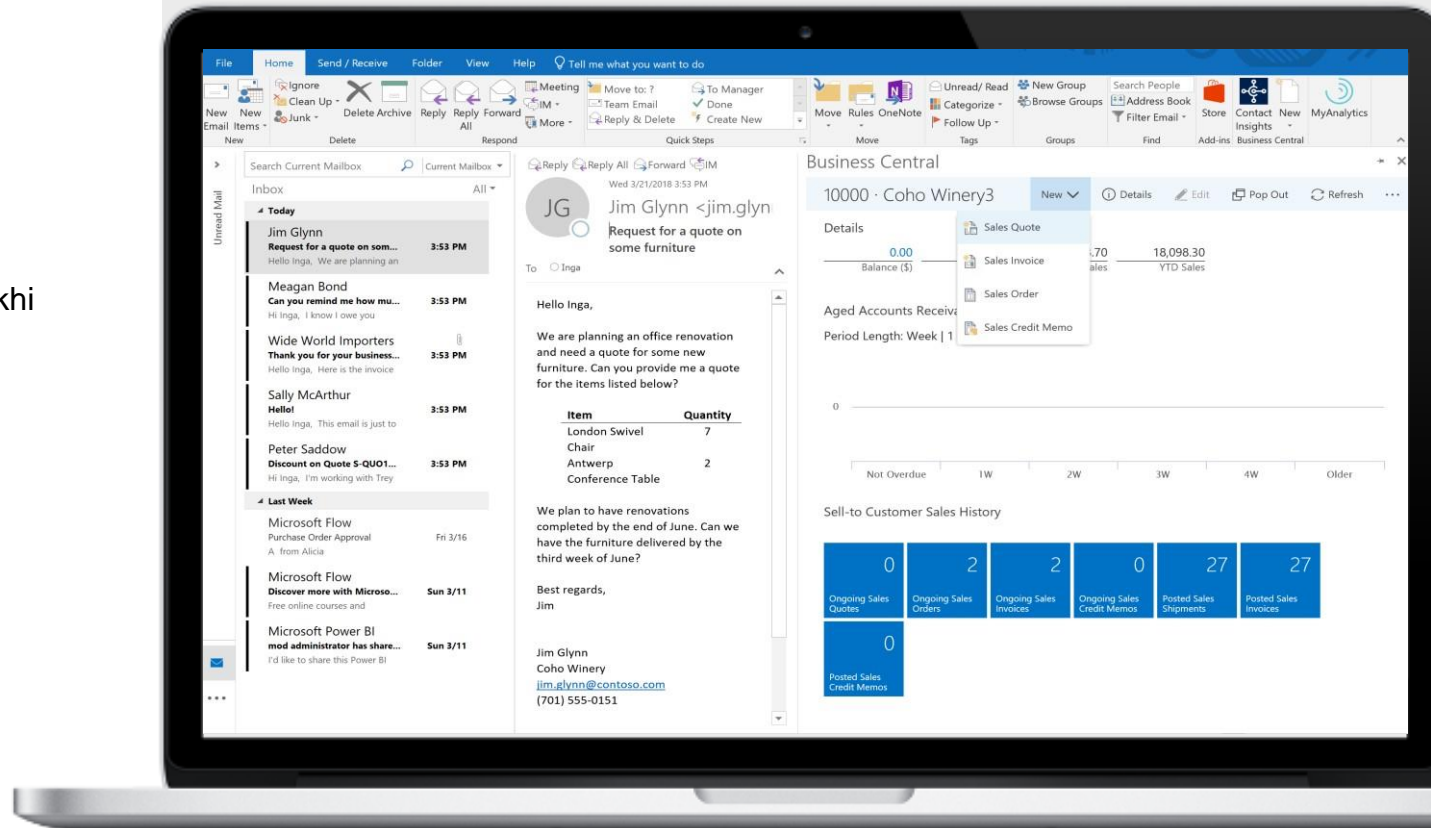 File Home Send / Receive Folder View Help Tell me what you want to do
New Email
New Items
Ignore
Clean Up
Junk
Delete Archive
Reply Reply All Forward
Meeting
IM
More
Move to: ?
Team Email
Reply & Delete
To Manager
Done
Create New
Move Rules OneNote
Unread/ Read
Categorize
Follow Up
New Group
Browse Groups
Search People
Address Book
Filter Email
Store
Contact Insights
New
MyAnalytics
New Delete Respond Quick Steps Move Tags Groups Find Add-ins Business Central
khi
Unread Mail
Search Current Mailbox Current Mailbox
Inbox All
Today
Jim Glynn
Request for a quote on som... 3:53 PM
Hello Inga, We are planning an
Meagan Bond
Can you remind me how mu... 3:53 PM
Hi Inga, I know I owe you
Wide World Importers
Thank you for your business... 3:53 PM
Hello Inga, Here is the invoice
Sally McArthur
Hello! 3:53 PM
Hello Inga, This email is just to
Peter Saddow
Discount on Quote S-QUO1... 3:53 PM
Hi Inga, I'm working with Trey
Last Week
Microsoft Flow
Purchase Order Approval Fri 3/16
A from Alicia
Microsoft Flow
Discover more with Microso... Sun 3/11
Free online courses and
Microsoft Power BI
mod administrator has share... Sun 3/11
I'd like to share this Power BI
Reply Reply All Forward IM
Wed 3/21/2018 3:53 PM
JG
Jim Glynn <jim.glyn
Request for a quote on
some furniture
To Inga
Hello Inga,
We are planning an office renovation
and need a quote for some new
furniture. Can you provide me a quote
for the items listed below?
Item Quantity
London Swivel 7
Chair
Antwerp 2
Conference Table
We plan to have renovations
completed by the end of June. Can we
have the furniture delivered by the
third week of June?
Best regards,
Jim
Jim Glynn
Coho Winery
jim.glynn@contoso.com
(701) 555-0151
Business Central
10000 · Coho Winery3 New Details Edit Pop Out Refresh
Sales Quote
Sales Invoice
Sales Order
Sales Credit Memo
Details
0.00 .70 18,098.30
Balance ($) ales YTD Sales
Aged Accounts Receiva
Period Length: Week | 1
0
Not Overdue 1W 2W 3W 4W Older
Sell-to Customer Sales History
0 2 2 0 27 27
Ongoing Sales Quotes
Ongoing Sales Orders
Ongoing Sales Invoices
Ongoing Sales Credit Memos
Posted Sales Shipments
Posted Sales Invoices
0
Posted Sales
Credit Memos